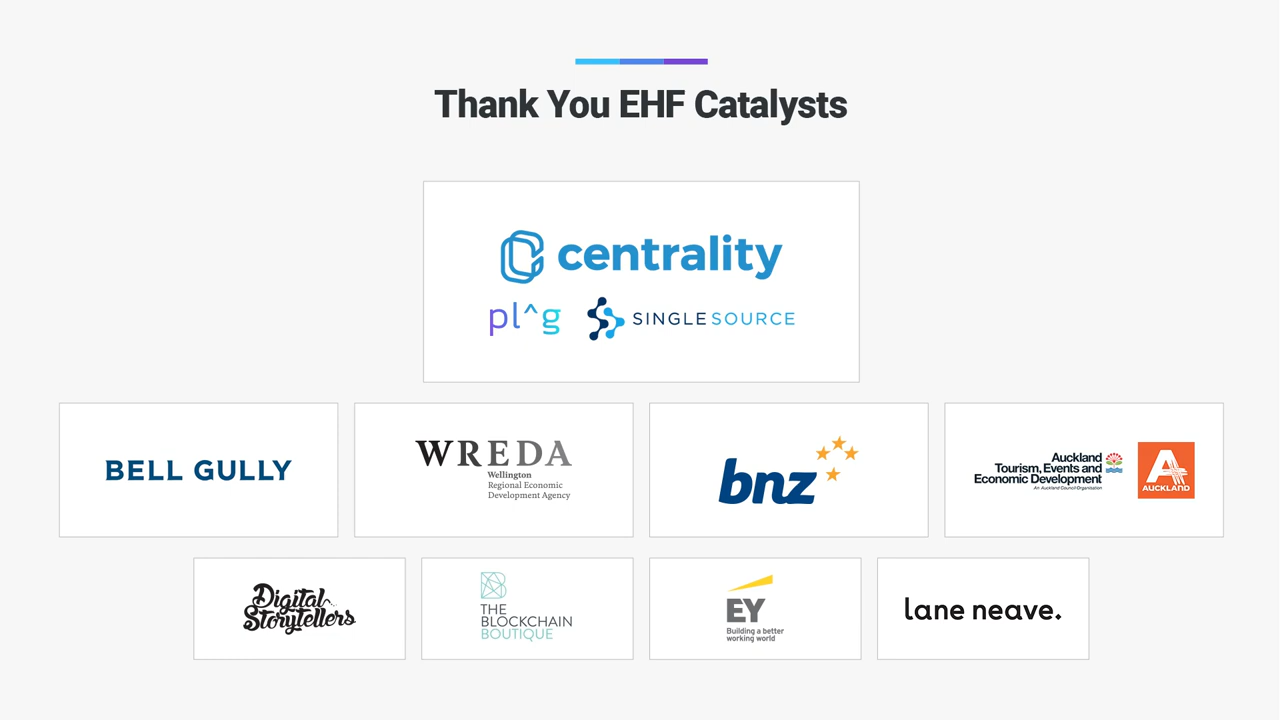 Thank You EHF Catalysts
centrality
pl^g
SINGLESOURCE
BELL GULLY
WREDA
Wellington
Regional Economic
Development Agency
bnz
Auckland
Tourism, Events and
Economic Development
An Auckland Council Organisation
AUCKLAND
Digital
Storytellers
THE
BLOCKCHAIN
BOUTIQUE
EY
Building a better
working world
lane neave.